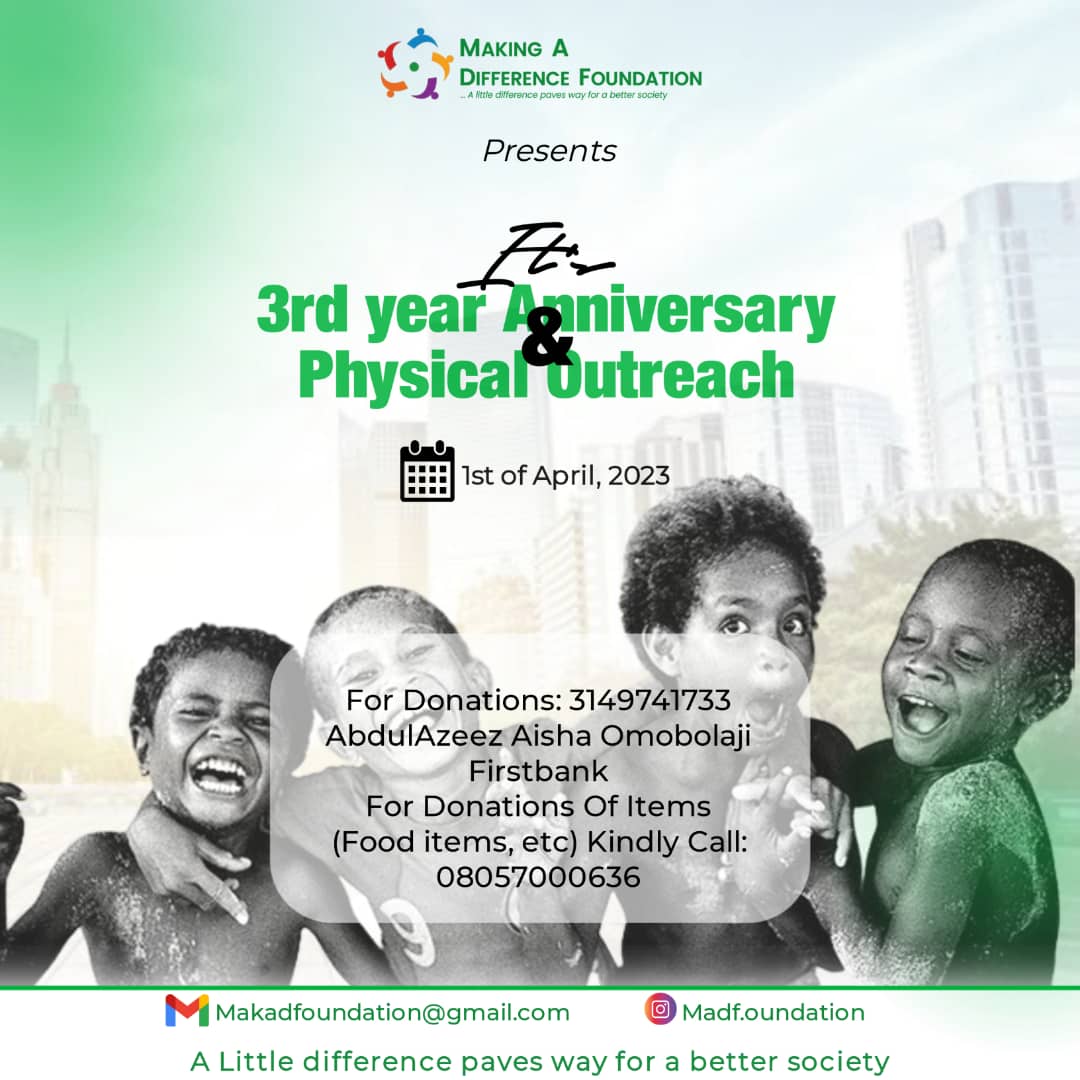 MAKING A
DIFFERENCE FOUNDATION
... A little difference paves way for a better society
Presents
It's
3rd year Anniversary
&
Physical Outreach
1st of April, 2023
For Donations: 3149741733
AbdulAzeez Aisha Omobolaji
Firstbank
For Donations Of Items
(Food items, etc) Kindly Call:
08057000636
9
Makadfoundation@gmail.com
Madf.oundation
A Little difference paves way for a better society